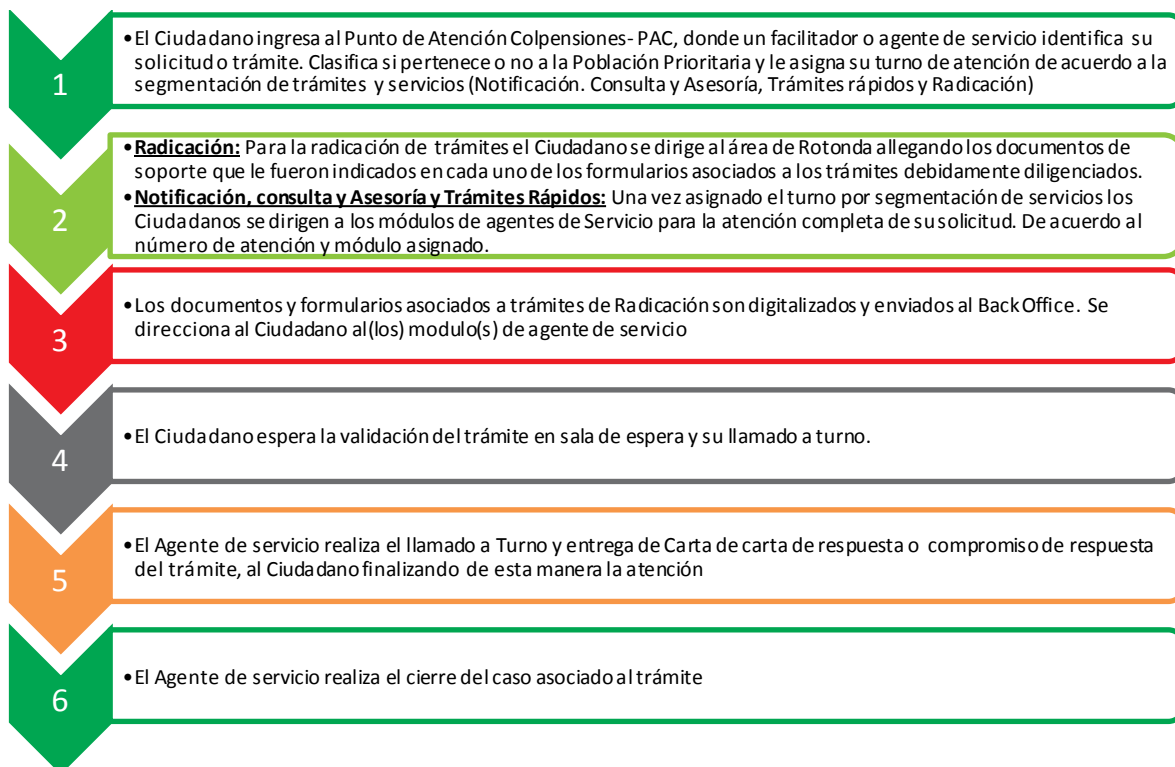 1
•El Ciudadano ingresa al Punto de Atención Colpensiones- PAC, donde un facilitador o agente de servicio identifica su
solicitud o trámite. Clasifica si pertenece o no a la Población Prioritaria y le asigna su turno de atención de acuerdo a la
segmentación de trámites y servicios (Notificación. Consulta y Asesoría, Trámites rápidos y Radicación)
2
•Radicación: Para la radicación de trámites el Ciudadano se dirige al área de Rotonda allegando los documentos de
soporte que le fueron indicados en cada uno de los formularios asociados a los trámites debidamente diligenciados.
•Notificación, consulta y Asesoría y Trámites Rápidos: Una vez asignado el turno por segmentación de servicios los
Ciudadanos se dirigen a los módulos de agentes de Servicio para la atención completa de su solicitud. De acuerdo al
número de atención y módulo asignado.
3
•Los documentos y formularios asociados a trámites de Radicación son digitalizados y enviados al Back Office. Se
direcciona al Ciudadano al(los) modulo(s) de agente de servicio
4
•El Ciudadano espera la validación del trámite en sala de espera y su llamado a turno.
5
•El Agente de servicio realiza el llamado a Turno y entrega de Carta de carta de respuesta o compromiso de respuesta
del trámite, al Ciudadano finalizando de esta manera la atención
6
•El Agente de servicio realiza el cierre del caso asociado al trámite